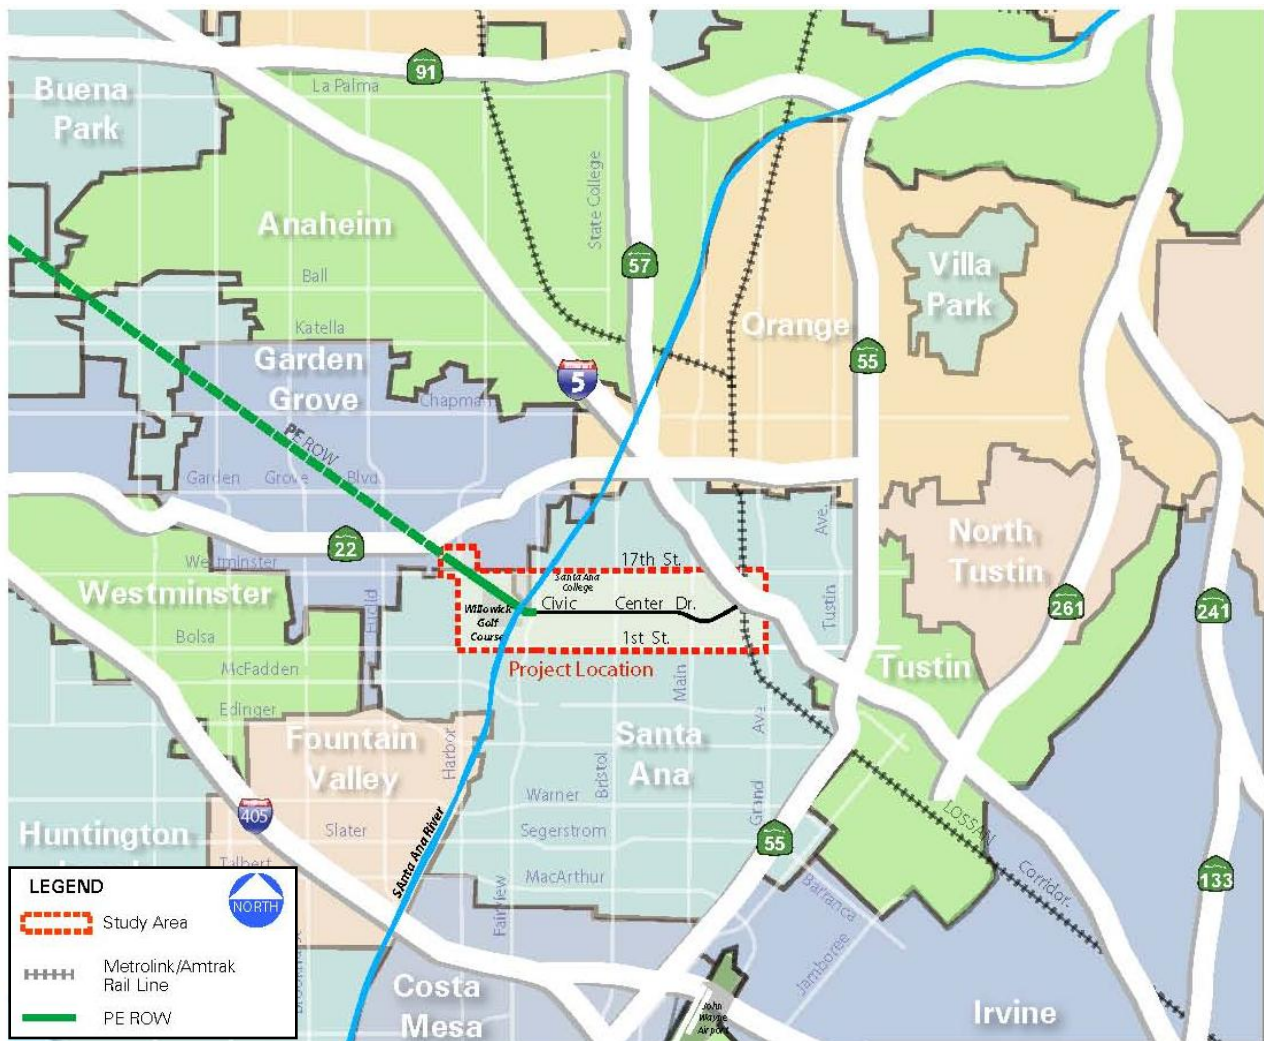 91
La Palma
Buena
Park
State College
Anaheim
57
Ball
Villa
Park
Katella
Orange
Garden
Grove
55
5
Chapman
PE ROW
Garden Grove Blvd.
Ave.
North
Tustin
22
17th St.
Westminster
Santa Ana
College
Westminster
Euclid
Willowick
Golf
Course
Civic Center Dr.
261
241
Tustin
Bolsa
1st St.
McFadden
Project Location
Main
Tustin
Edinger
Fountain
Valley
Harbor
Santa
Ana
Bristol
Ave
Grand
Warner
405
Slater
SAnta Ana River
Segerstrom
55
LOSSAN Corridor.
Huntington
Talbert
MacArthur
Barranca
133
Fairview
Jamboree
LEGEND
NORTH
Study Area
Metrolink/Amtrak
Rail Line
PE ROW
Costa
Mesa
John
Wayne
Airport
Irvine